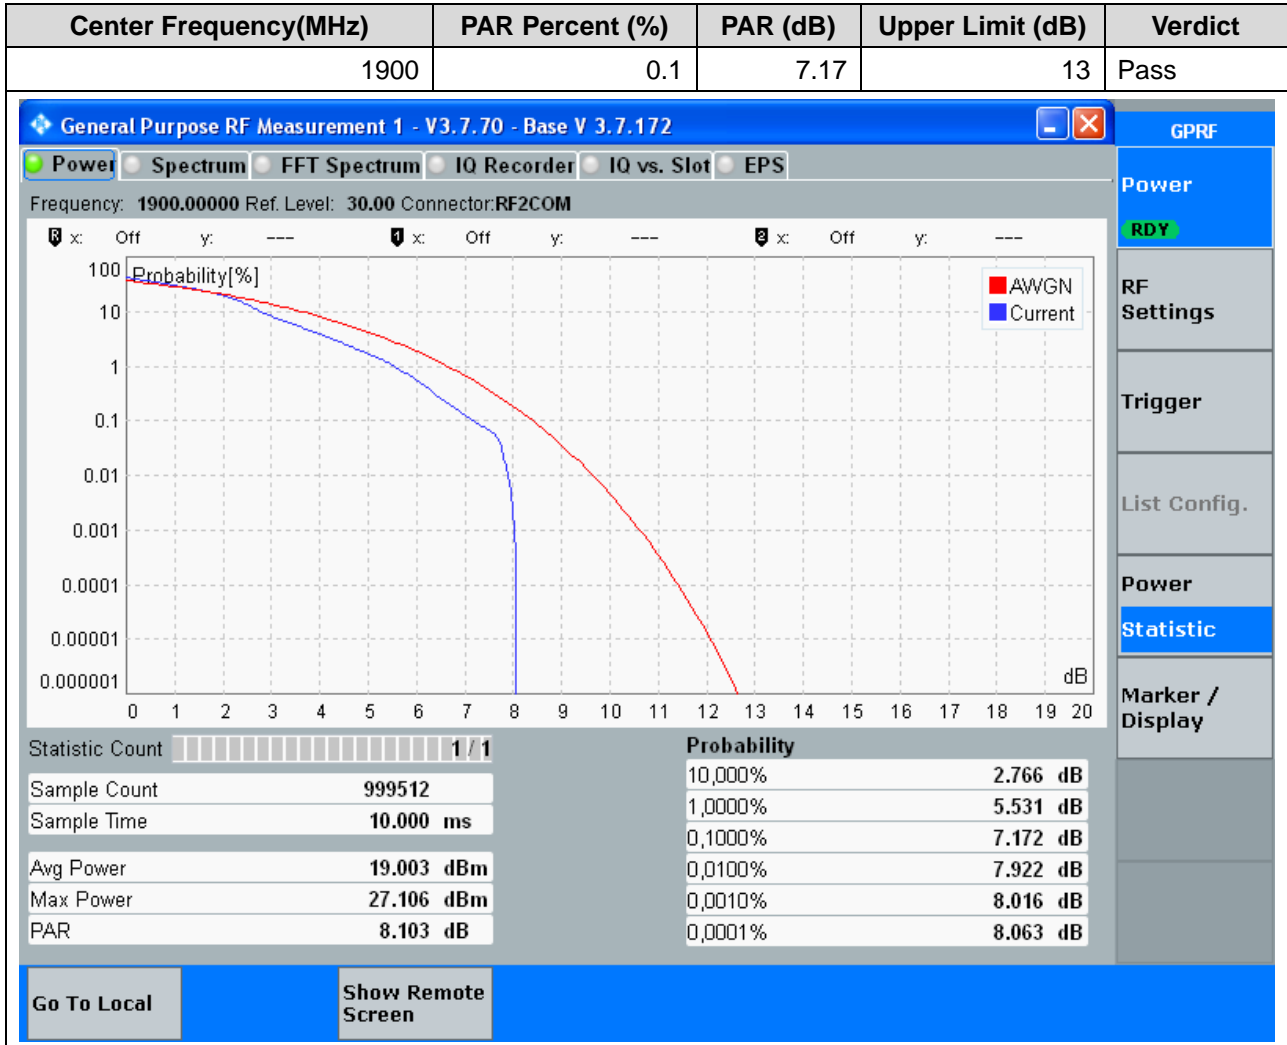 Center Frequency(MHz) PAR Percent (%) PAR (dB) Upper Limit (dB) Verdict
1900 0.1 7.17 13 Pass
General Purpose RF Measurement 1 - V3.7.70 - Base V 3.7.172
GPRF
Power Spectrum FFT Spectrum IQ Recorder IQ vs. Slot EPS
Frequency: 1900.00000 Ref. Level: 30.00 Connector:RF2COM
R x: Off y: --- 1 x: Off y: --- 2 x: Off y: ---
Probability[%]
AWGN
Current
100
10
1
0.1
0.01
0.001
0.0001
0.00001
0.000001
dB
0 1 2 3 4 5 6 7 8 9 10 11 12 13 14 15 16 17 18 19 20
Statistic Count 1 / 1
Sample Count 999512
Sample Time 10.000 ms
Avg Power 19.003 dBm
Max Power 27.106 dBm
PAR 8.103 dB
Probability
10,000% 2.766 dB
1,0000% 5.531 dB
0,1000% 7.172 dB
0,0100% 7.922 dB
0,0010% 8.016 dB
0,0001% 8.063 dB
Power
RDY
RF
Settings
Trigger
List Config.
Power
Statistic
Marker /
Display
Go To Local
Show Remote
Screen